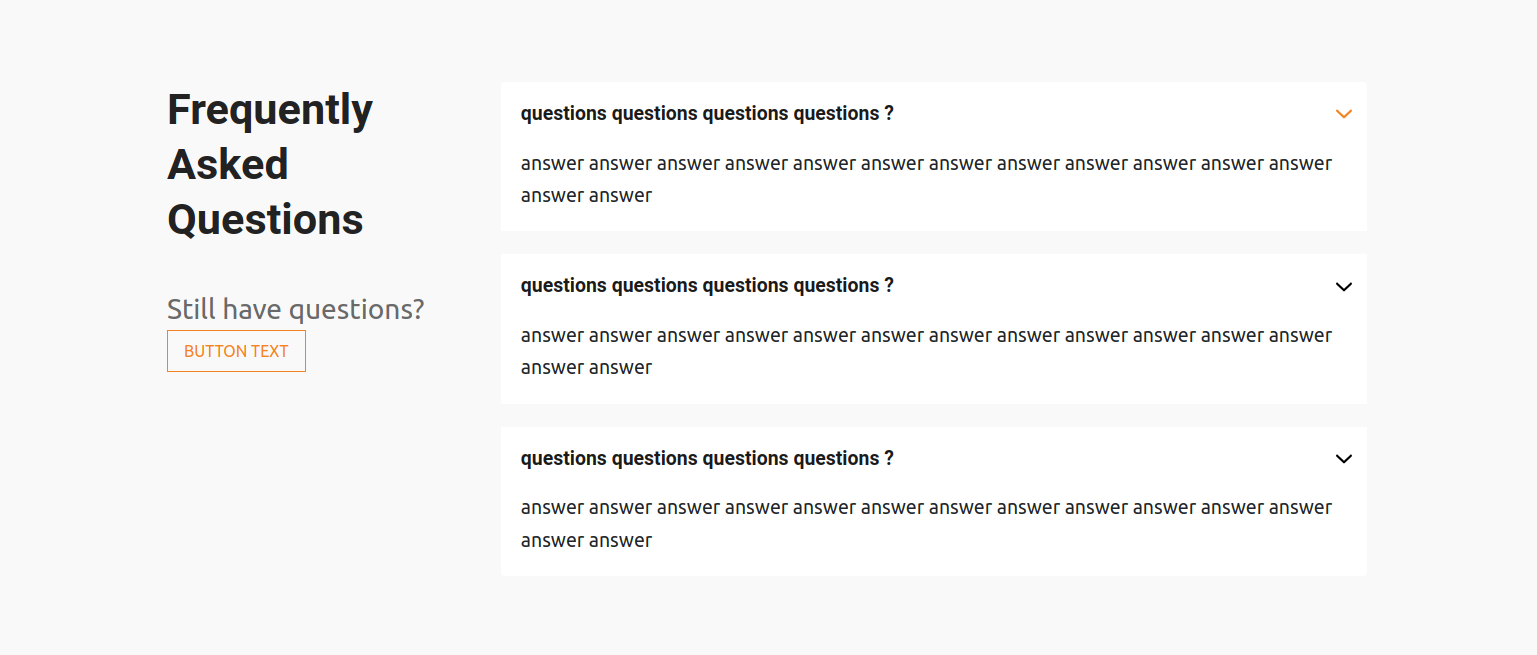 Frequently
Asked
Questions
Still have questions?
BUTTON TEXT
questions questions questions questions ?
answer answer answer answer answer answer answer answer answer answer answer answer
answer answer
questions questions questions questions ?
answer answer answer answer answer answer answer answer answer answer answer answer
answer answer
questions questions questions questions ?
answer answer answer answer answer answer answer answer answer answer answer answer
answer answer